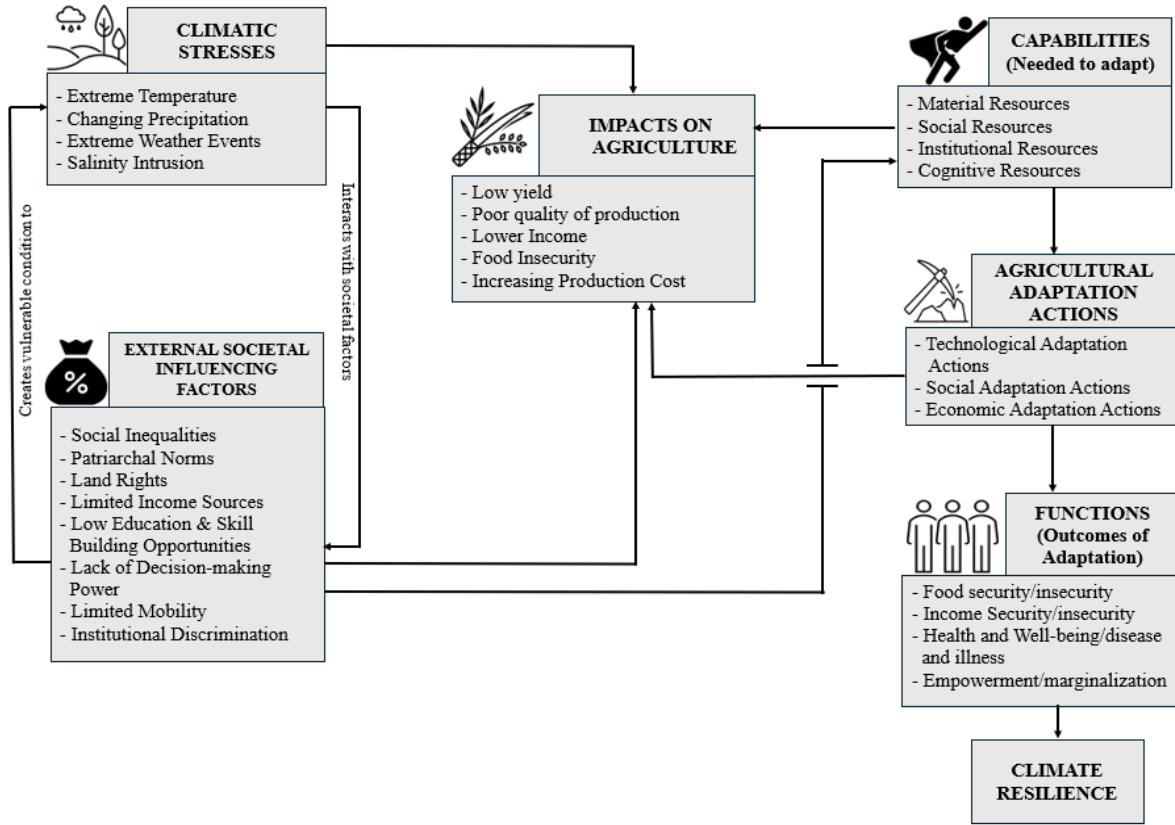 CLIMATIC
STRESSES
- Extreme Temperature
- Changing Precipitation
- Extreme Weather Events
- Salinity Intrusion
Creates vulnerable condition to
Interacts with societal factors
EXTERNAL SOCIETAL
INFLUENCING
FACTORS
%
- Social Inequalities
- Patriarchal Norms
- Land Rights
- Limited Income Sources
- Low Education & Skill
Building Opportunities
- Lack of Decision-making
Power
- Limited Mobility
- Institutional Discrimination
IMPACTS ON
AGRICULTURE
- Low yield
- Poor quality of production
- Lower Income
- Food Insecurity
- Increasing Production Cost
CAPABILITIES
(Needed to adapt)
- Material Resources
- Social Resources
- Institutional Resources
- Cognitive Resources
AGRICULTURAL
ADAPTATION
ACTIONS
- Technological Adaptation
Actions
- Social Adaptation Actions
- Economic Adaptation Actions
FUNCTIONS
(Outcomes of
Adaptation)
- Food security/insecurity
- Income Security/insecurity
- Health and Well-being/disease
and illness
- Empowerment/marginalization
CLIMATE
RESILIENCE